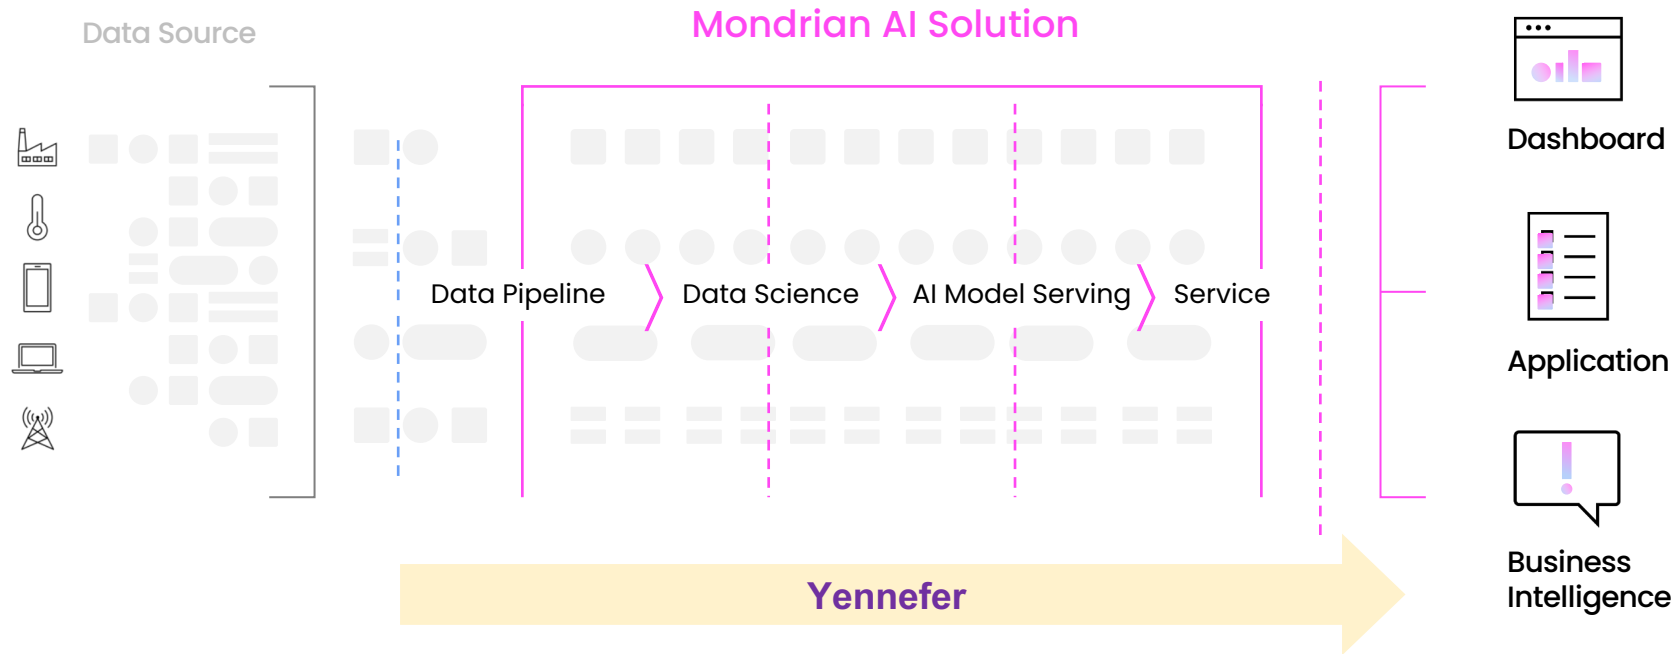 Data Source
Mondrian AI Solution
Data Pipeline
Data Science
AI Model Serving
Service
Dashboard
Application
Business
Intelligence
Yennefer